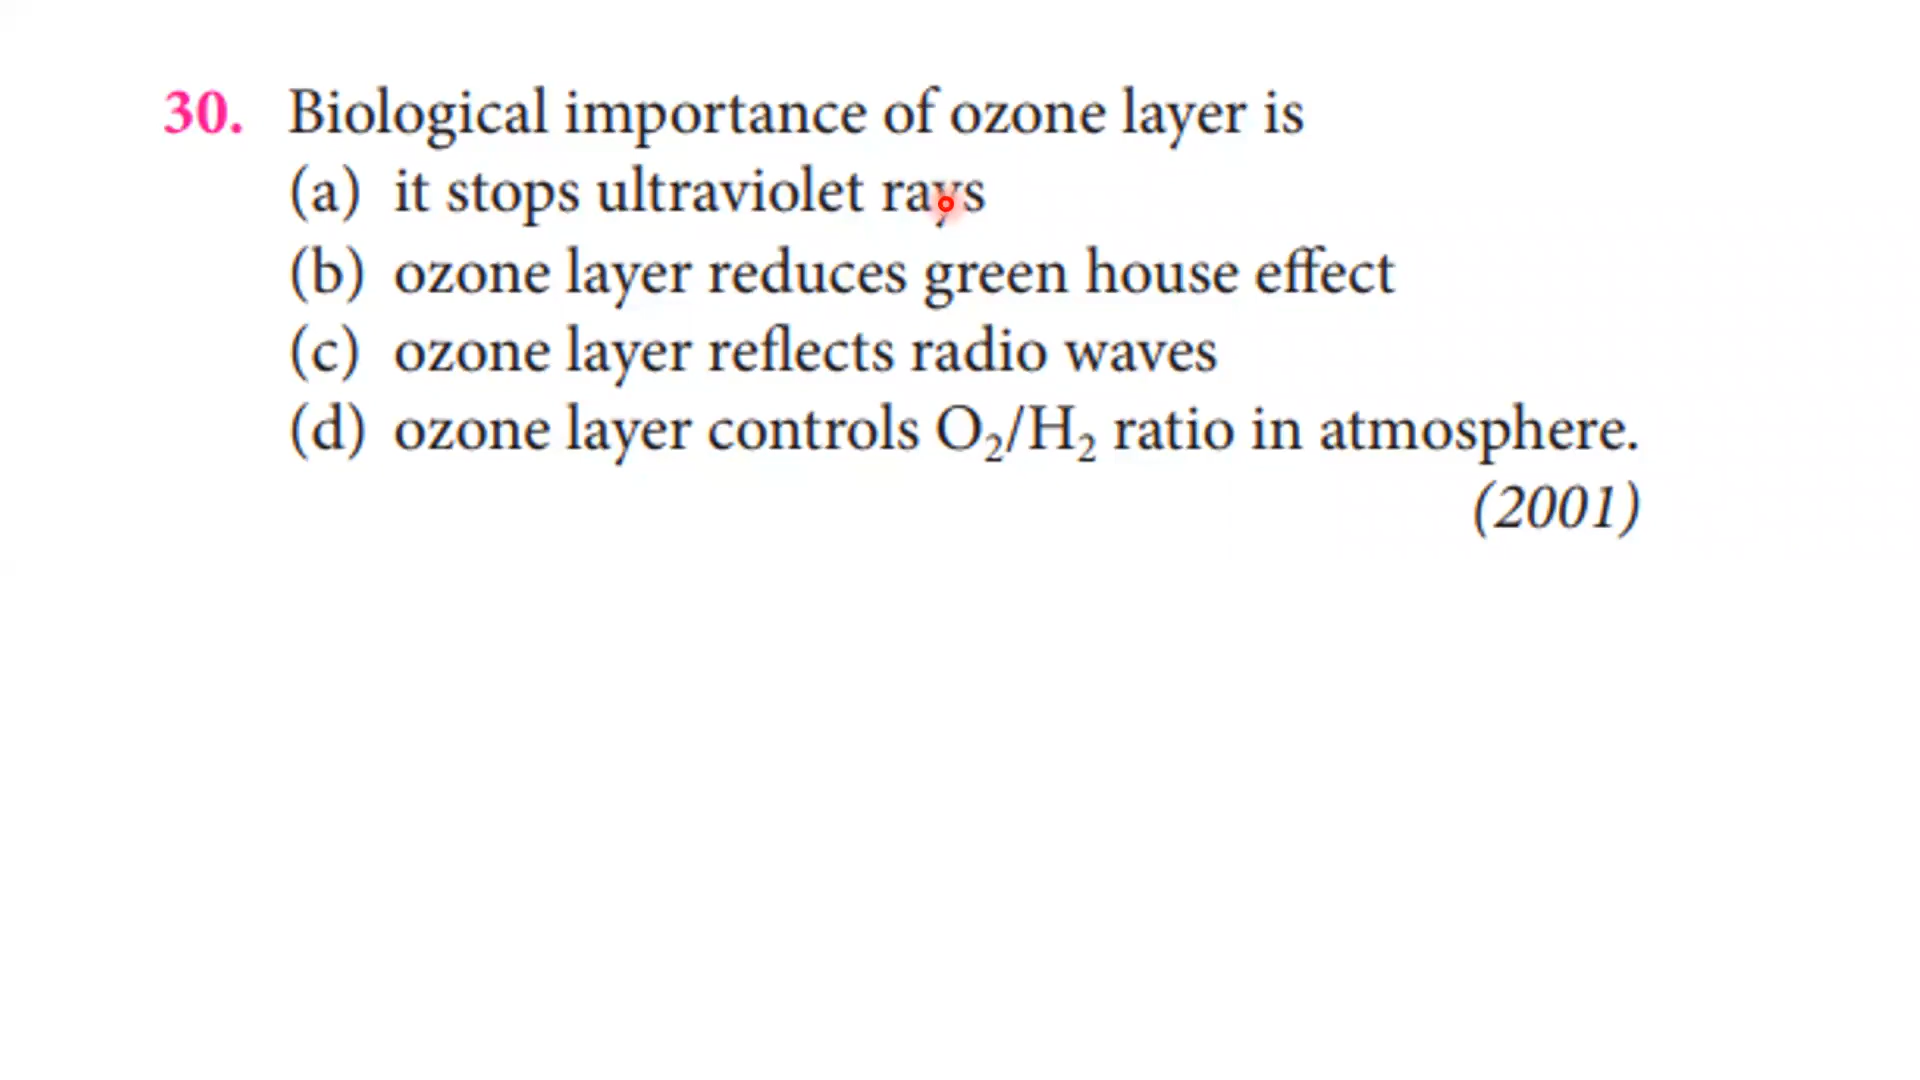 30. Biological importance of ozone layer is
(a) it stops ultraviolet rays
(b) ozone layer reduces green house effect
(c) ozone layer reflects radio waves
(d) ozone layer controls O₂/H₂ ratio in atmosphere.
(2001)